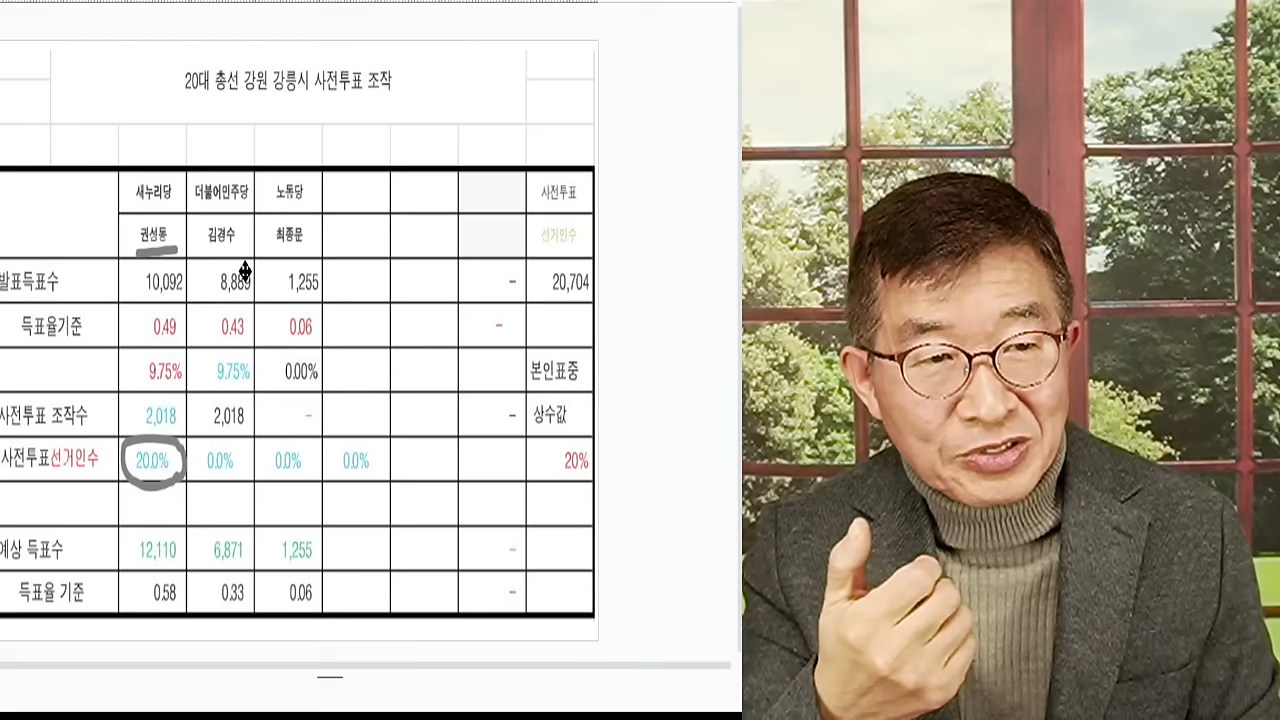 20대 총선 강원 강릉시 사전투표 조작
새누리당 더불어민주당 노동당 사전투표
권성동 김경수 최종문 선거인수
발표득표수 10,092 8,889 1,255 - 20,704
득표율기준 0.49 0.43 0.06 -
9.75% 9.75% 0.00% 본인표중
사전투표 조작수 2,018 2,018 - - 상수값
사전투표선거인수 20.0% 0.0% 0.0% 0.0% 20%
예상 득표수 12,110 6,871 1,255 -
득표율 기준 0.58 0.33 0.06 -